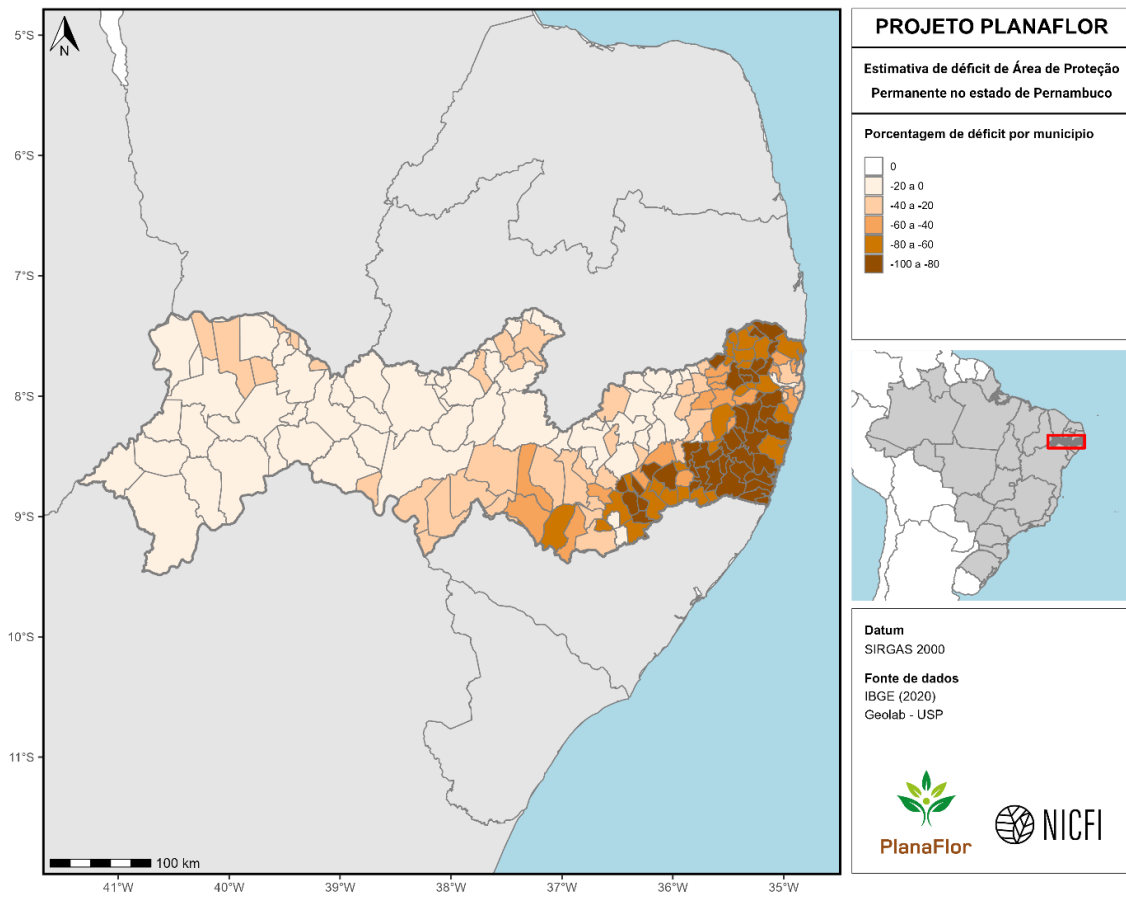 PROJETO PLANAFLOR
Estimativa de déficit de Área de Proteção
Permanente no estado de Pernambuco
Porcentagem de déficit por município
0
-20 a 0
-40 a -20
-60 a -40
-80 a -60
-100 a -80
N
5°S
6°S
7°S
8°S
9°S
10°S
11°S
100 km
41°W
40°W
39°W
38°W
37°W
36°W
35°W
Datum
SIRGAS 2000
Fonte de dados
IBGE (2020)
Geolab - USP
PlanaFlor
NICFI